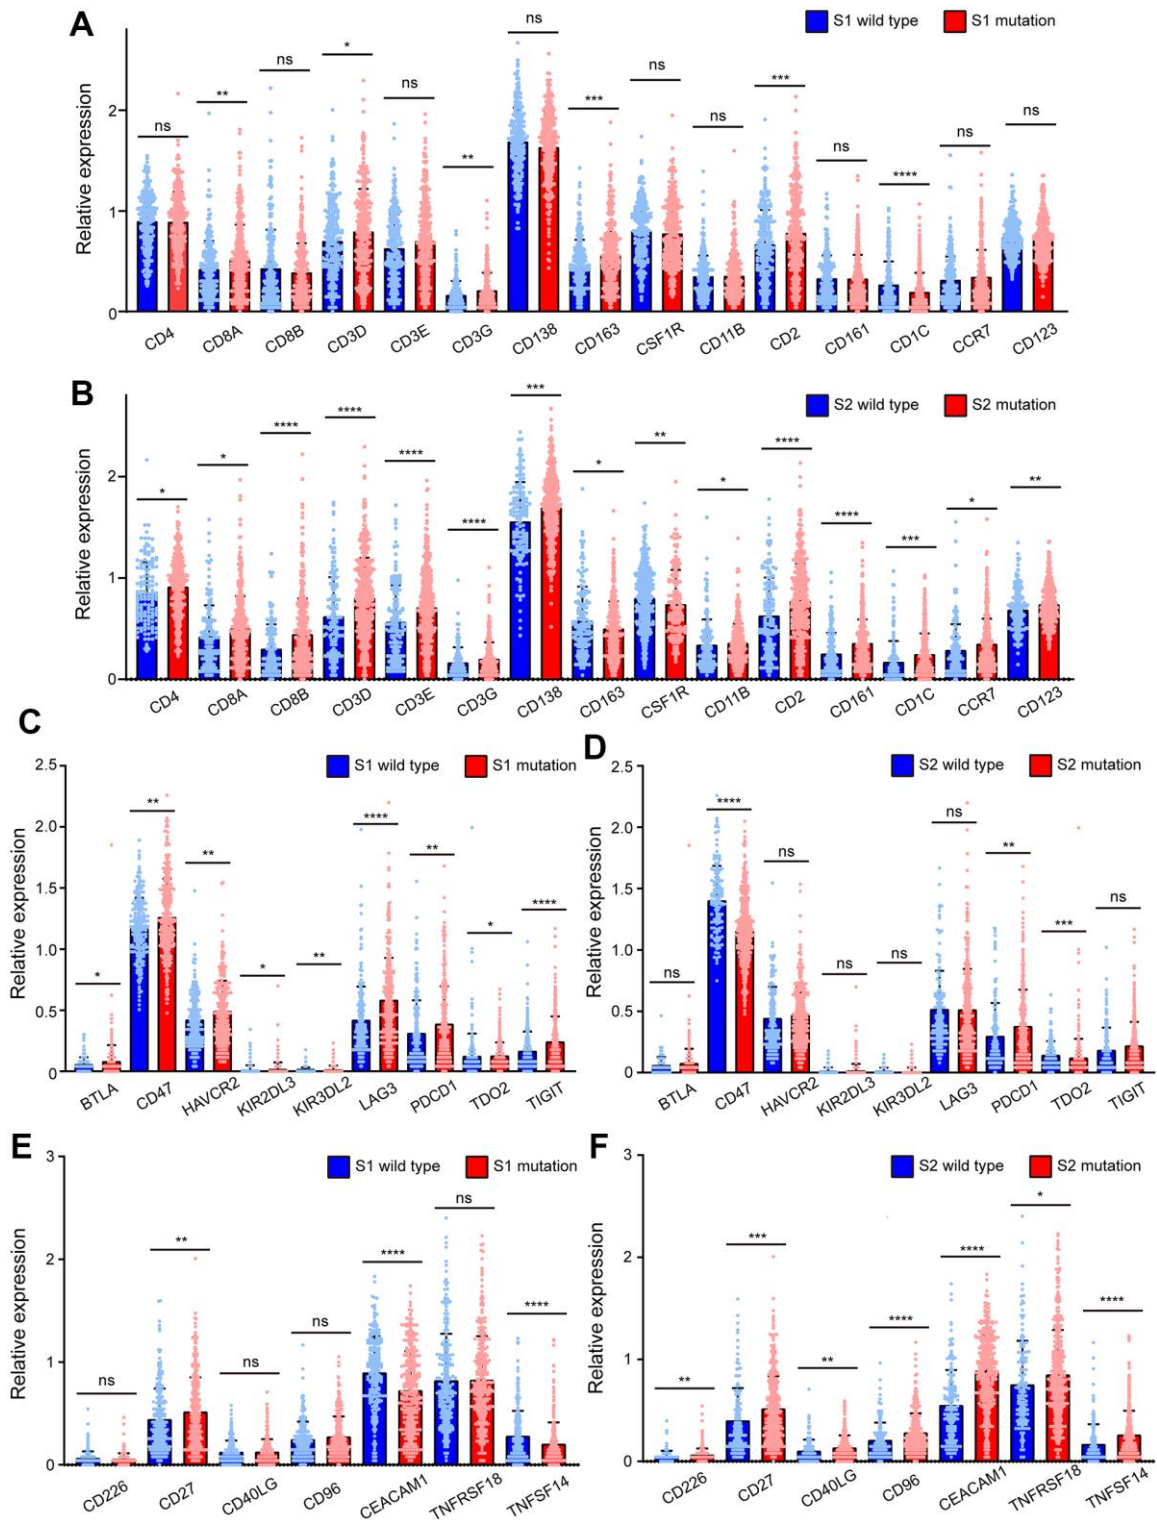 A
S1 wild type S1 mutation
Relative expression
2
1
0
ns ** ns * ns ** ns *** ns ns *** ns **** ns ns
CD4 CD8A CD8B CD3D CD3E CD3G CD138 CD163 CSF1R CD11B CD2 CD161 CD1C CCR7 CD123
B
S2 wild type S2 mutation
Relative expression
2
1
0
* * **** **** **** **** *** * ** * **** **** *** * **
CD4 CD8A CD8B CD3D CD3E CD3G CD138 CD163 CSF1R CD11B CD2 CD161 CD1C CCR7 CD123
C
S1 wild type S1 mutation
Relative expression
2.5
2.0
1.5
1.0
0.5
0
* ** ** * ** **** ** * ****
BTLA CD47 HAVCR2 KIR2DL3 KIR3DL2 LAG3 PDCD1 TDO2 TIGIT
D
S2 wild type S2 mutation
Relative expression
2.5
2.0
1.5
1.0
0.5
0
ns **** ns ns ns ns ** *** ns
BTLA CD47 HAVCR2 KIR2DL3 KIR3DL2 LAG3 PDCD1 TDO2 TIGIT
E
S1 wild type S1 mutation
Relative expression
3
2
1
0
ns ** ns ns **** ns ****
CD226 CD27 CD40LG CD96 CEACAM1 TNFRSF18 TNFSF14
F
S2 wild type S2 mutation
Relative expression
3
2
1
0
** *** ** **** **** * ****
CD226 CD27 CD40LG CD96 CEACAM1 TNFRSF18 TNFSF14